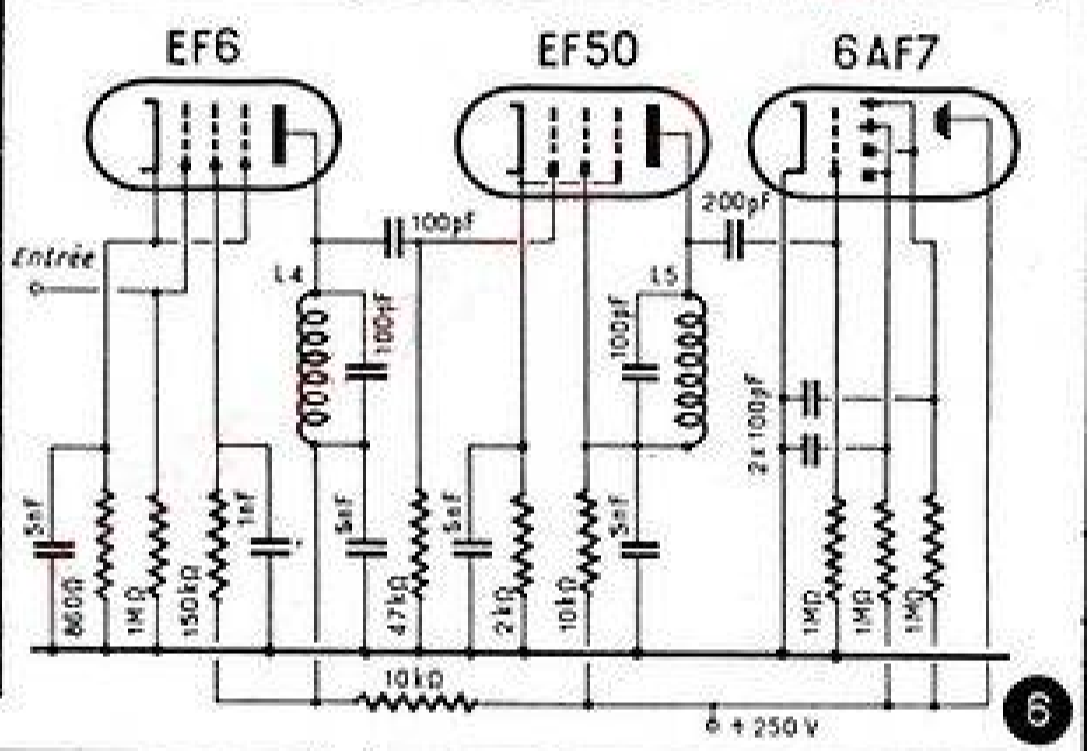 EF6
EF50
6AF7
Entrée
100pF
200pF
L4
L5
100pF
100pF
2x100pF
5nF
860Ω
1MΩ
150kΩ
1nF
5nF
47kΩ
5nF
2kΩ
10kΩ
5nF
1MΩ
1MΩ
1MΩ
10kΩ
+250V
6